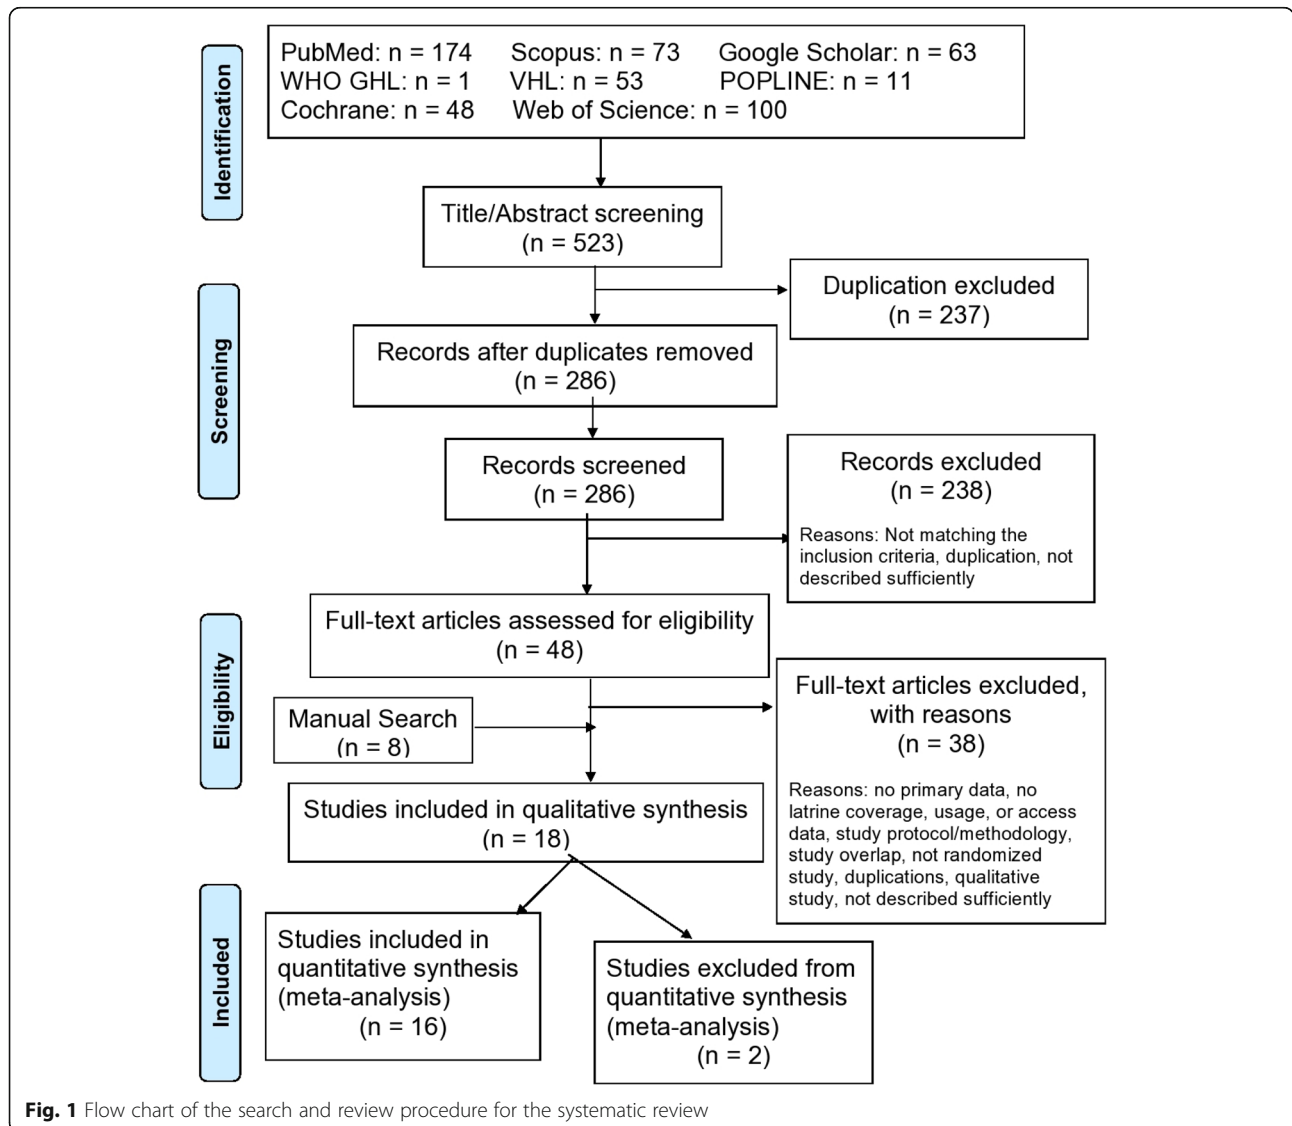 Identification
PubMed: n = 174 Scopus: n = 73 Google Scholar: n = 63
WHO GHL: n = 1 VHL: n = 53 POPLINE: n = 11
Cochrane: n = 48 Web of Science: n = 100
Title/Abstract screening
(n = 523)
Screening
Duplication excluded
(n = 237)
Records after duplicates removed
(n = 286)
Records screened
(n = 286)
Records excluded
(n = 238)
Reasons: Not matching the
inclusion criteria, duplication, not
described sufficiently
Eligibility
Full-text articles assessed for eligibility
(n = 48)
Full-text articles excluded,
with reasons
(n = 38)
Reasons: no primary data, no
latrine coverage, usage, or access
data, study protocol/methodology,
study overlap, not randomized
study, duplications, qualitative
study, not described sufficiently
Manual Search
(n = 8)
Studies included in qualitative synthesis
(n = 18)
Included
Studies included in
quantitative synthesis
(meta-analysis)
(n = 16)
Studies excluded from
quantitative synthesis
(meta-analysis)
(n = 2)
Fig. 1 Flow chart of the search and review procedure for the systematic review